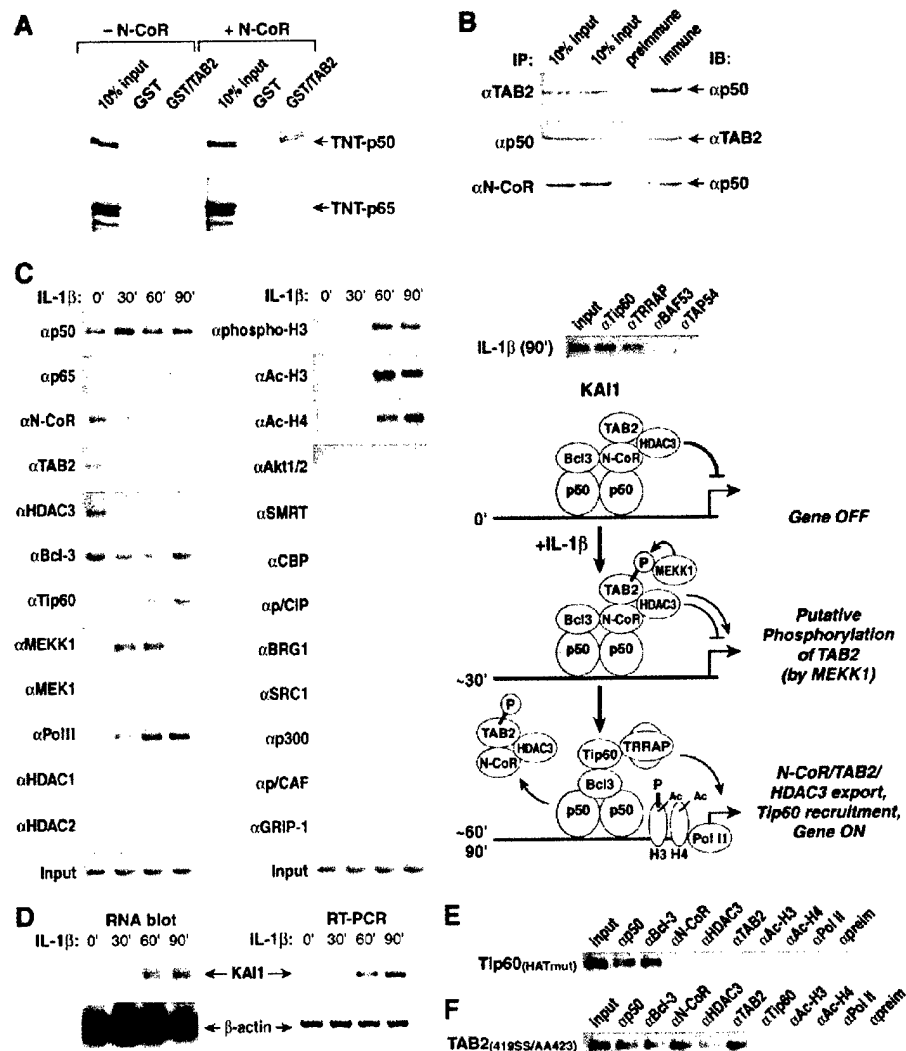 A
– N-CoR
+ N-CoR
10% input
GST
GST/TAB2
10% input
GST
GST/TAB2
TNT-p50
TNT-p65
B
IP:
10% input
10% input
preimmune
immune
IB:
αTAB2
αp50
αp50
αTAB2
αN-CoR
αp50
C
IL-1β: 0' 30' 60' 90'
αp50
αp65
αN-CoR
αTAB2
αHDAC3
αBcl-3
αTip60
αMEKK1
αMEK1
αPolII
αHDAC1
αHDAC2
Input
IL-1β: 0' 30' 60' 90'
αphospho-H3
αAc-H3
αAc-H4
αAkt1/2
αSMRT
αCBP
αp/CIP
αBRG1
αSRC1
αp300
αp/CAF
αGRIP-1
Input
input
αTip60
αTRRAP
αBAF53
αTAP54
IL-1β (90')
KAI1
TAB2
HDAC3
Bcl3
N-CoR
p50
p50
0'
Gene OFF
+IL-1β
P
MEKK1
TAB2
HDAC3
Bcl3
N-CoR
p50
p50
~30'
Putative
Phosphorylation
of TAB2
(by MEKK1)
P
TAB2
HDAC3
N-CoR
Tip60
TRRAP
Bcl3
p50
p50
P
Ac
Ac
Pol II
H3
H4
~60'
90'
N-CoR/TAB2/
HDAC3 export,
Tip60 recruitment,
Gene ON
D
RNA blot
IL-1β: 0' 30' 60' 90'
RT-PCR
IL-1β: 0' 30' 60' 90'
KAI1
β-actin
E
Input
αp50
αBcl-3
αN-CoR
αHDAC3
αTAB2
αAc-H3
αAc-H4
αPol II
αpreim
Tip60(HATmut)
F
Input
αp50
αBcl-3
αN-CoR
αHDAC3
αTAB2
αTip60
αAc-H3
αAc-H4
αPol II
αpreim
TAB2(419SS/AA423)